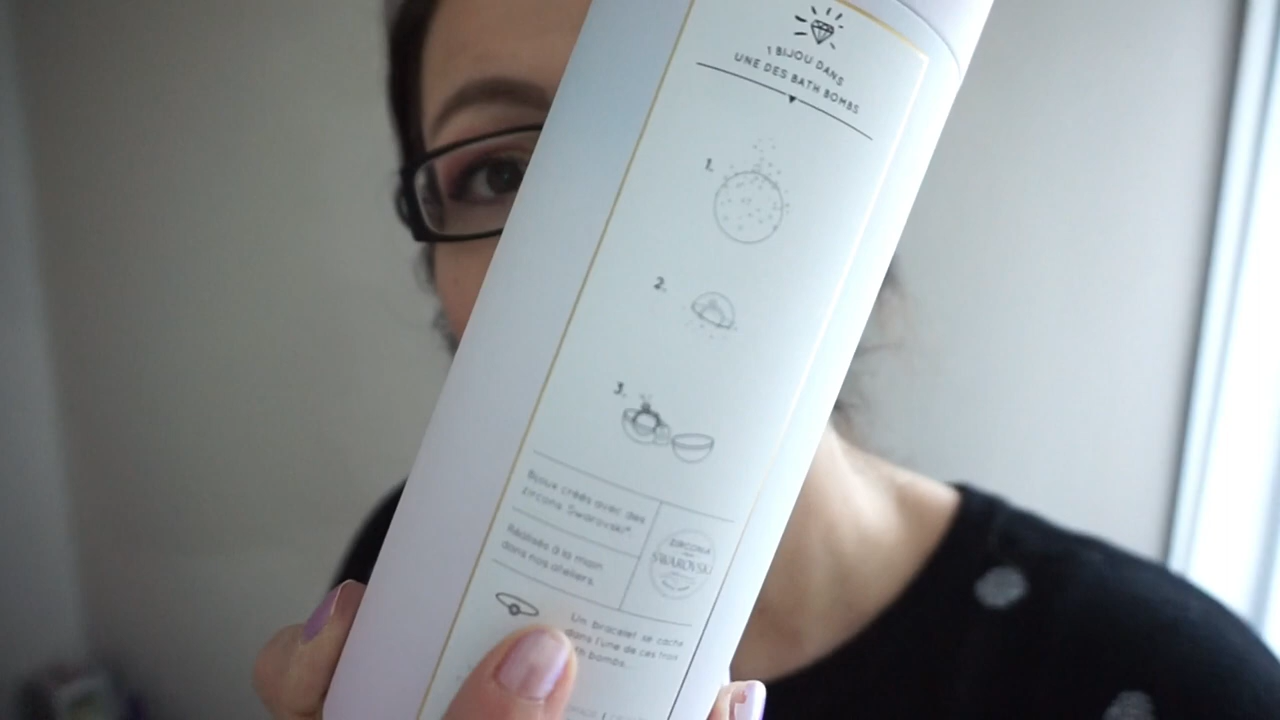 1 BIJOU DANS
UNE DES BATH BOMBS
1.
2.
3.
Bijoux créés avec des
zircons Swarovski®
Réalisés à la main
dans nos ateliers.
ZIRCONIA
SWAROVSKI
Un bracelet se cache
dans l'une de ces trois
th bombs...